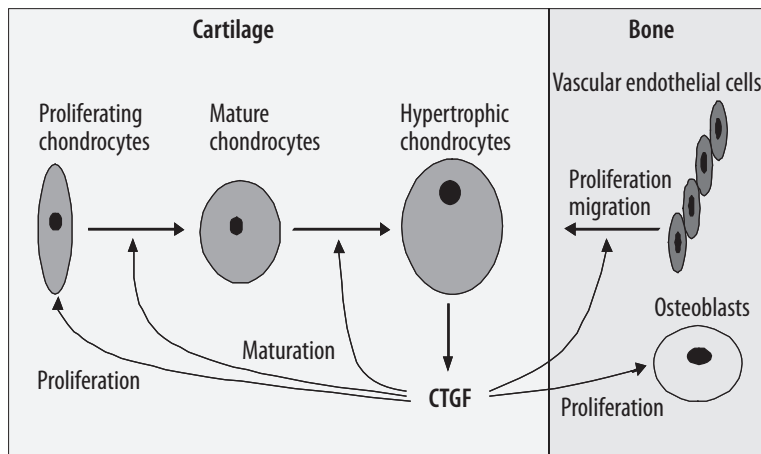 Cartilage
Bone
Vascular endothelial cells
Proliferating
chondrocytes
Mature
chondrocytes
Hypertrophic
chondrocytes
Proliferation
migration
Osteoblasts
Maturation
Proliferation
CTGF
Proliferation